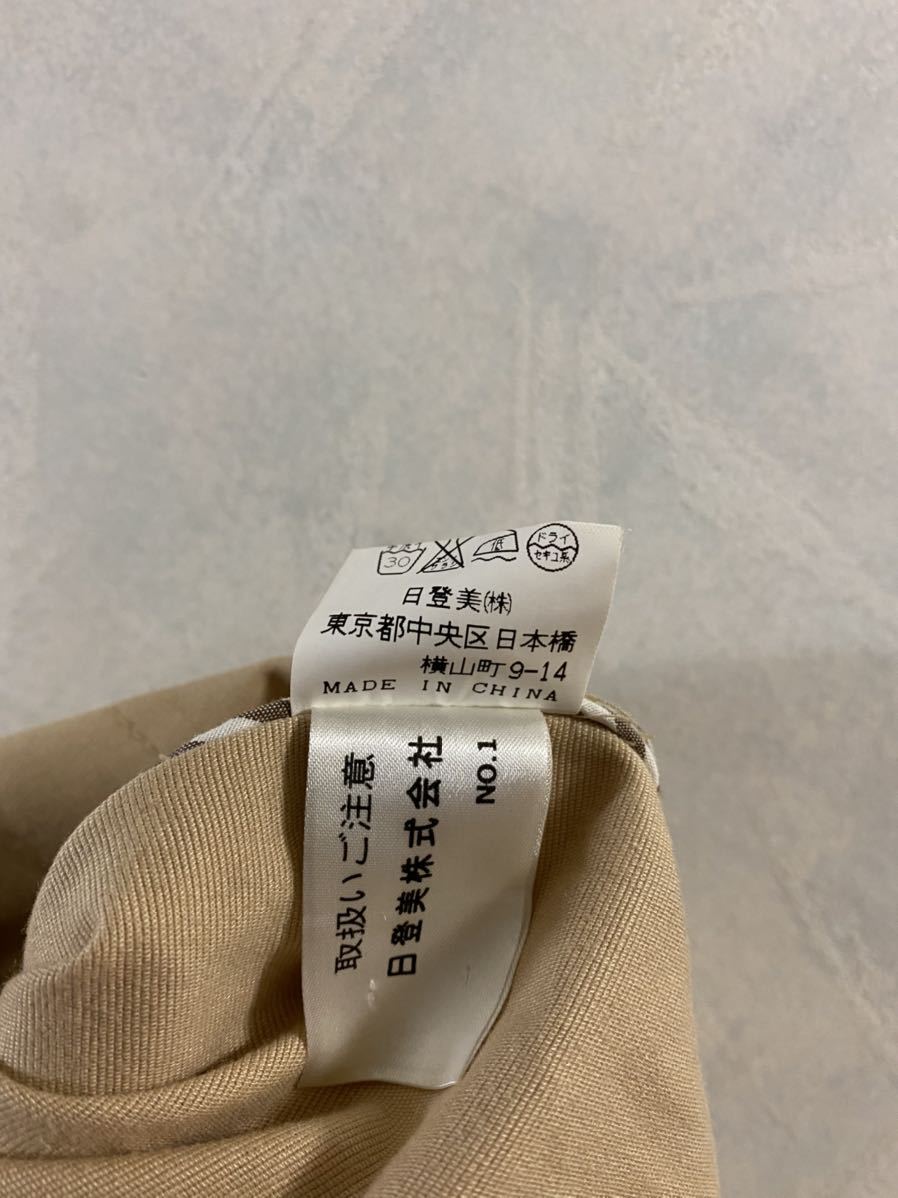 30
低
ドライ
セキユ系
日登美(株)
東京都中央区日本橋
横山町9-14
MADE IN CHINA
取扱いご注意
日登美株式会社
NO.1